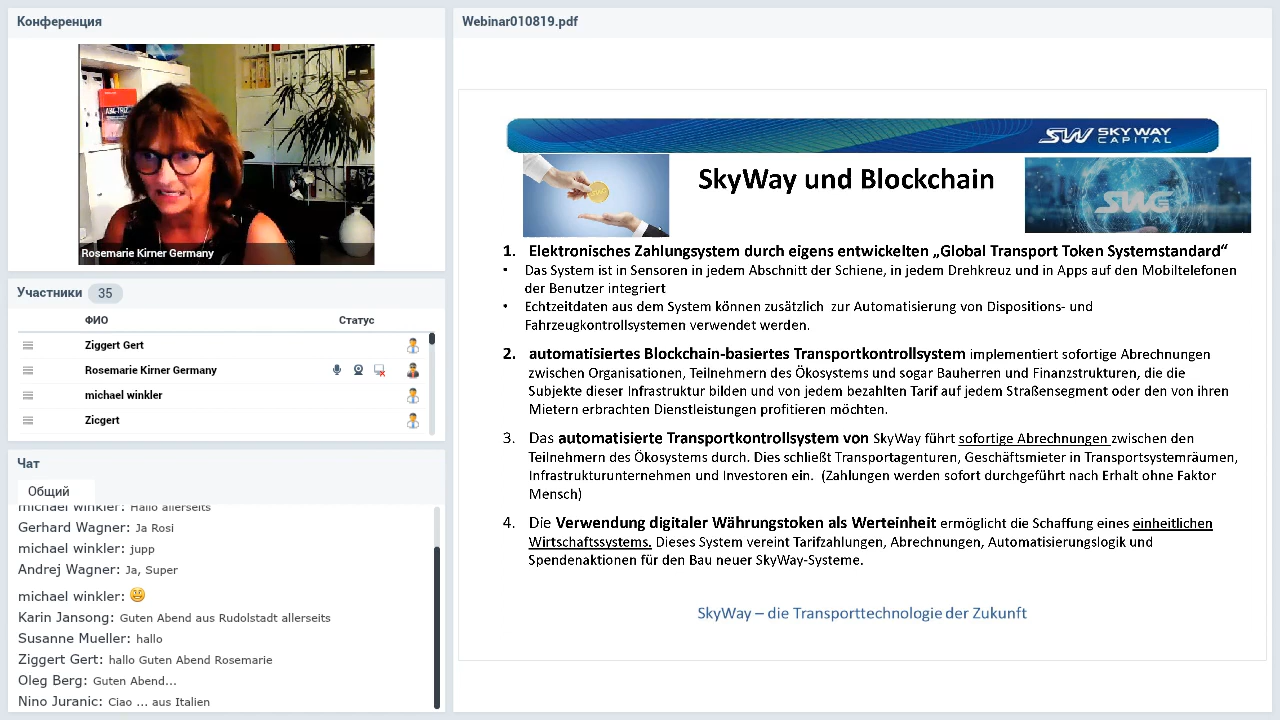 Конференция
Rosemarie Kirner Germany
Участники 35
ФИО Статус
Ziggert Gert
Rosemarie Kirner Germany
michael winkler
Zicgert
Чат
Общий
michael winkler: Hallo allerseits
Gerhard Wagner: Ja Rosi
michael winkler: jupp
Andrej Wagner: Ja, Super
michael winkler:
Karin Jansong: Guten Abend aus Rudolstadt allerseits
Susanne Mueller: hallo
Ziggert Gert: hallo Guten Abend Rosemarie
Oleg Berg: Guten Abend...
Nino Juranic: Ciao ... aus Italien
Webinar010819.pdf
SW SKY WAY
CAPITAL
SkyWay und Blockchain
SWG
1. Elektronisches Zahlungsystem durch eigens entwickelten „Global Transport Token Systemstandard“
• Das System ist in Sensoren in jedem Abschnitt der Schiene, in jedem Drehkreuz und in Apps auf den Mobiltelefonen
der Benutzer integriert
• Echtzeitdaten aus dem System können zusätzlich zur Automatisierung von Dispositions- und
Fahrzeugkontrollsystemen verwendet werden.
2. automatisiertes Blockchain-basiertes Transportkontrollsystem implementiert sofortige Abrechnungen
zwischen Organisationen, Teilnehmern des Ökosystems und sogar Bauherren und Finanzstrukturen, die die
Subjekte dieser Infrastruktur bilden und von jedem bezahlten Tarif auf jedem Straßensegment oder den von ihren
Mietern erbrachten Dienstleistungen profitieren möchten.
3. Das automatisierte Transportkontrollsystem von SkyWay führt sofortige Abrechnungen zwischen den
Teilnehmern des Ökosystems durch. Dies schließt Transportagenturen, Geschäftsmieter in Transportsystemräumen,
Infrastrukturunternehmen und Investoren ein. (Zahlungen werden sofort durchgeführt nach Erhalt ohne Faktor
Mensch)
4. Die Verwendung digitaler Währungstoken als Werteinheit ermöglicht die Schaffung eines einheitlichen
Wirtschaftssystems. Dieses System vereint Tarifzahlungen, Abrechnungen, Automatisierungslogik und
Spendenaktionen für den Bau neuer SkyWay-Systeme.
SkyWay – die Transporttechnologie der Zukunft